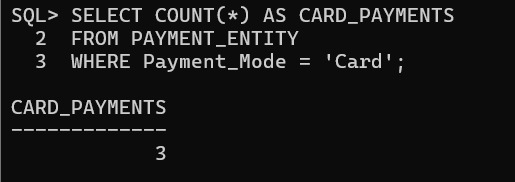 SQL> SELECT COUNT(*) AS CARD_PAYMENTS
  2  FROM PAYMENT_ENTITY
  3  WHERE Payment_Mode = 'Card';
CARD_PAYMENTS
-------------
            3